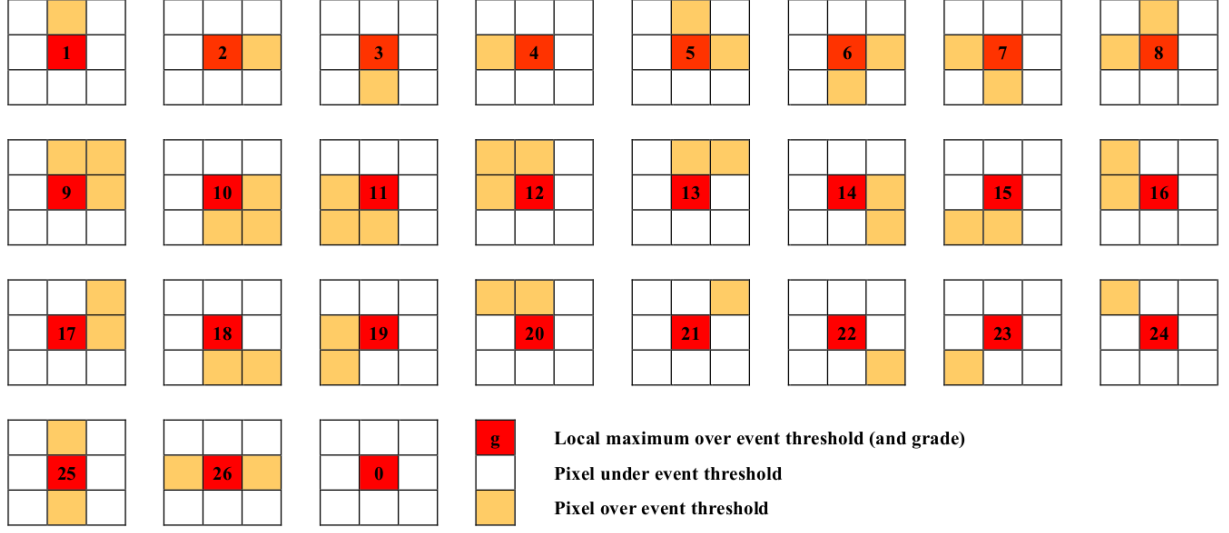 1 2 3 4 5 6 7 8
9 10 11 12 13 14 15 16
17 18 19 20 21 22 23 24
25 26 0
g Local maximum over event threshold (and grade)
Pixel under event threshold
Pixel over event threshold